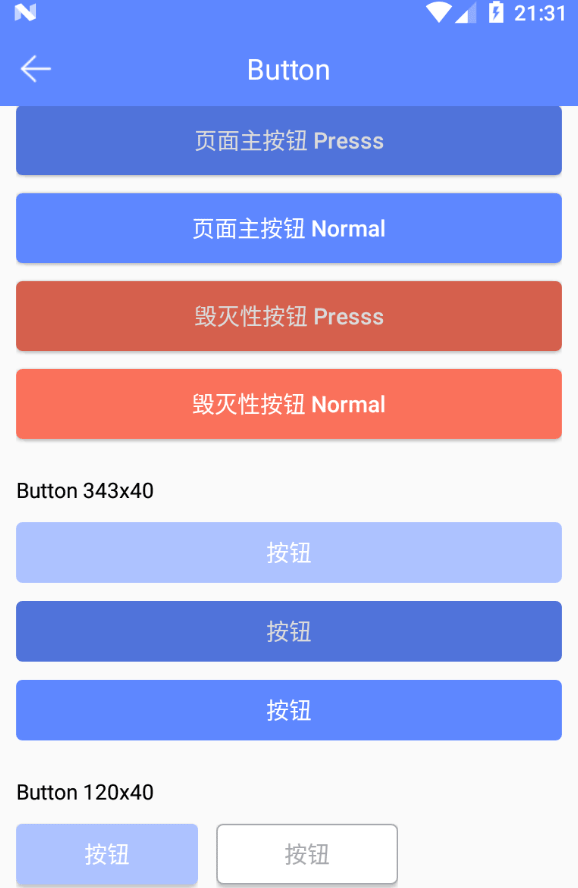 21:31
Button
页面主按钮 Presss
页面主按钮 Normal
毁灭性按钮 Presss
毁灭性按钮 Normal
Button 343x40
按钮
按钮
按钮
Button 120x40
按钮 按钮